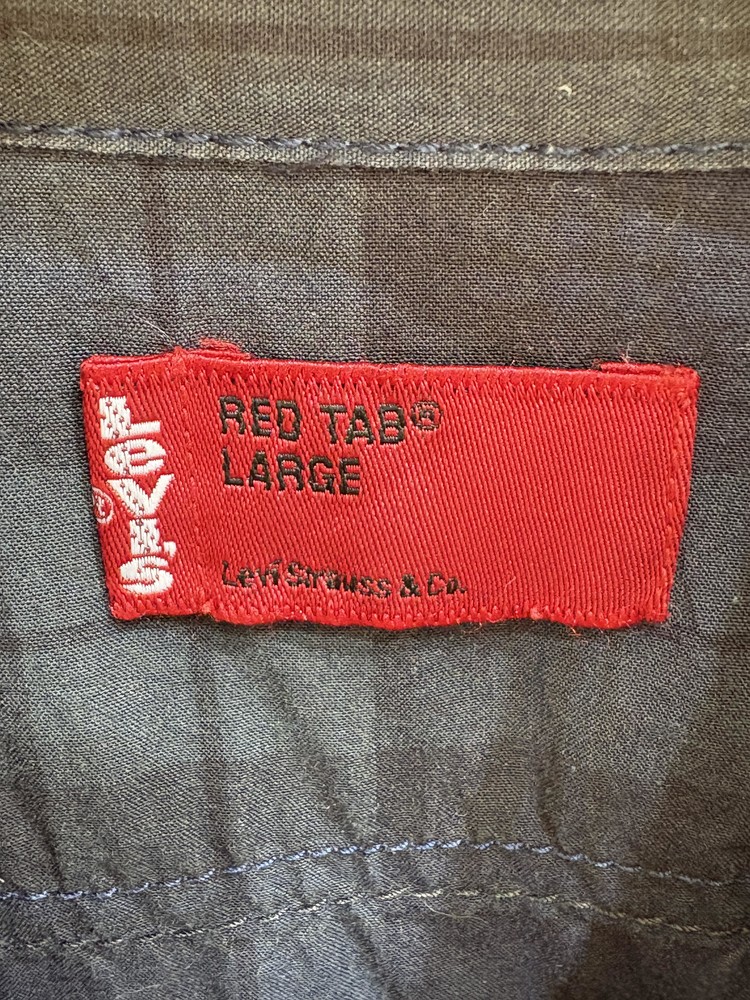 Levi's®
RED TAB®
LARGE
Levi Strauss & Co.